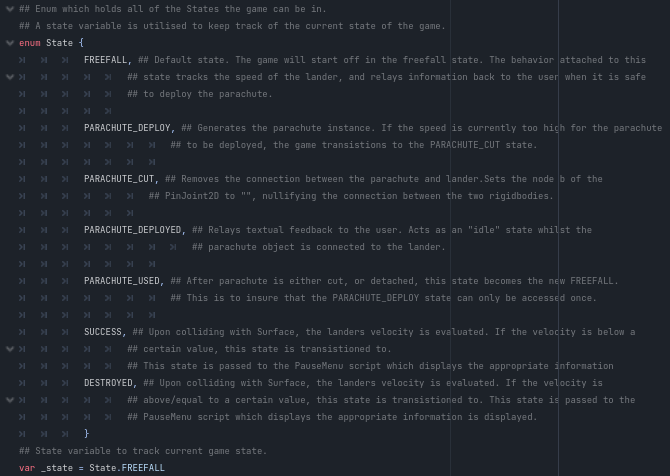 ## Enum which holds all of the States the game can be in.
## A state variable is utilised to keep track of the current state of the game.
enum State {
FREEFALL, ## Default state. The game will start off in the freefall state. The behavior attached to this
## state tracks the speed of the lander, and relays information back to the user when it is safe
## to deploy the parachute.
PARACHUTE_DEPLOY, ## Generates the parachute instance. If the speed is currently too high for the parachute
## to be deployed, the game transistions to the PARACHUTE_CUT state.
PARACHUTE_CUT, ## Removes the connection between the parachute and lander.Sets the node b of the
## PinJoint2D to "", nullifying the connection between the two rigidbodies.
PARACHUTE_DEPLOYED, ## Relays textual feedback to the user. Acts as an "idle" state whilst the
## parachute object is connected to the lander.
PARACHUTE_USED, ## After parachute is either cut, or detached, this state becomes the new FREEFALL.
## This is to insure that the PARACHUTE_DEPLOY state can only be accessed once.
SUCCESS, ## Upon colliding with Surface, the landers velocity is evaluated. If the velocity is below a
## certain value, this state is transistioned to.
## This state is passed to the PauseMenu script which displays the appropriate information
DESTROYED, ## Upon colliding with Surface, the landers velocity is evaluated. If the velocity is
## above/equal to a certain value, this state is transistioned to. This state is passed to the
## PauseMenu script which displays the appropriate information is displayed.
}
## State variable to track current game state.
var _state = State.FREEFALL